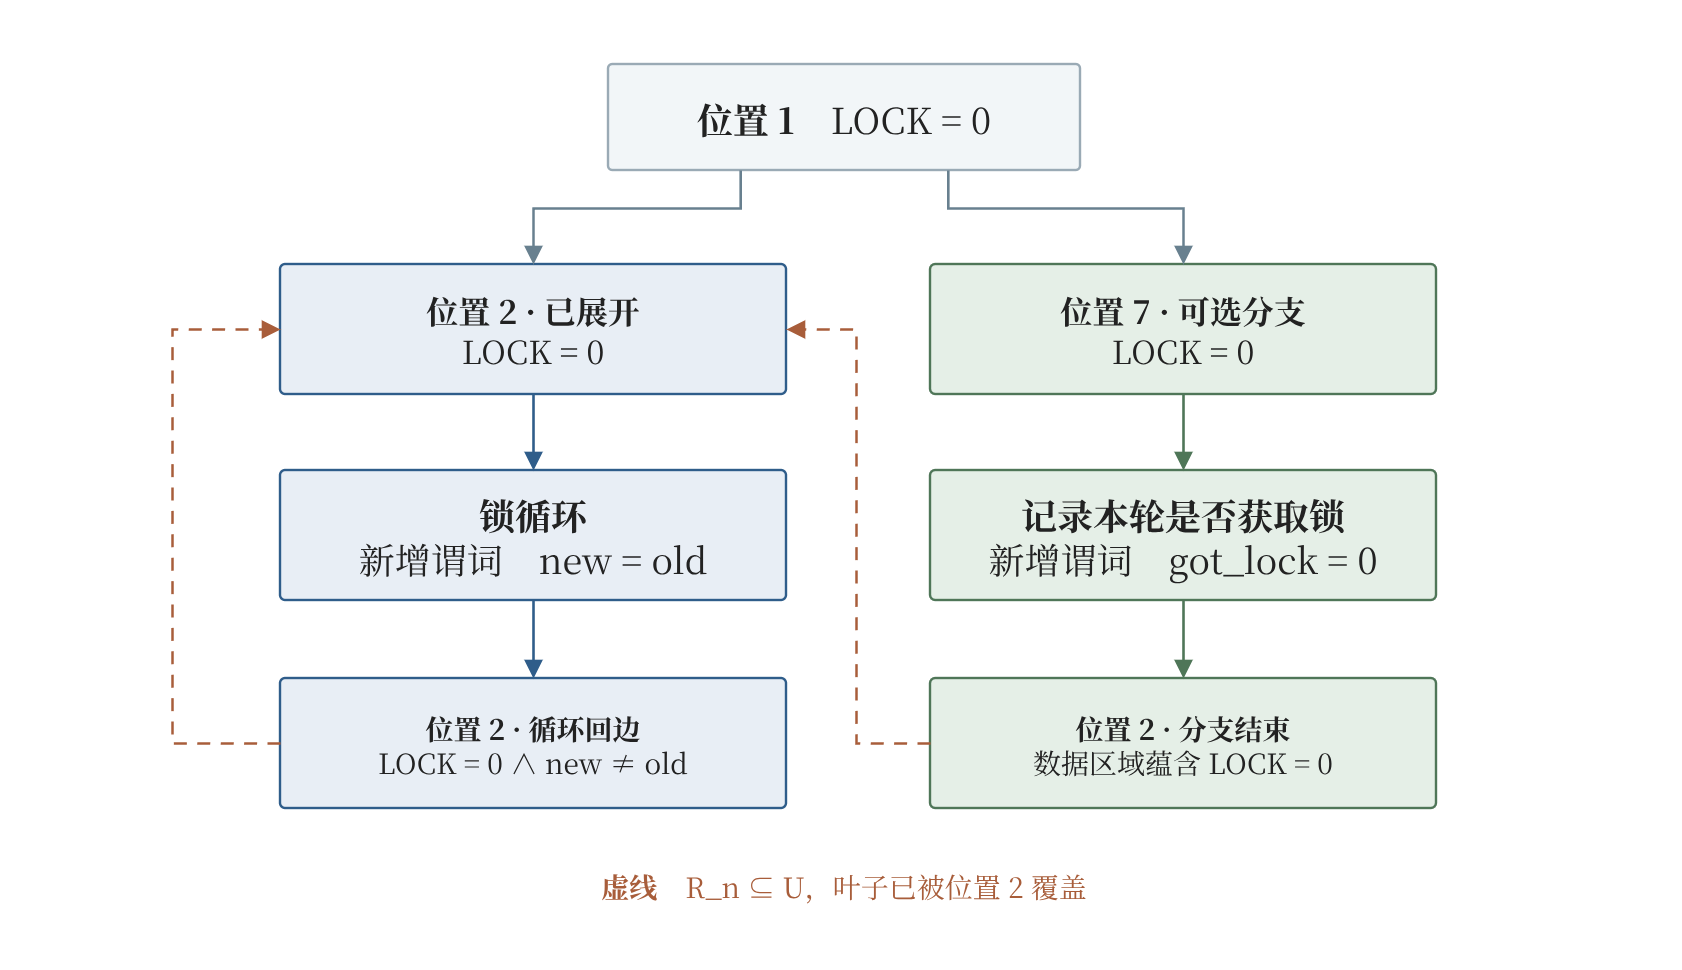 位置 1 LOCK = 0
位置 2 · 已展开
LOCK = 0
位置 7 · 可选分支
LOCK = 0
锁循环
新增谓词 new = old
记录本轮是否获取锁
新增谓词 got_lock = 0
位置 2 · 循环回边
LOCK = 0 ∧ new ≠ old
位置 2 · 分支结束
数据区域蕴含 LOCK = 0
虚线 R_n ⊆ U，叶子已被位置 2 覆盖